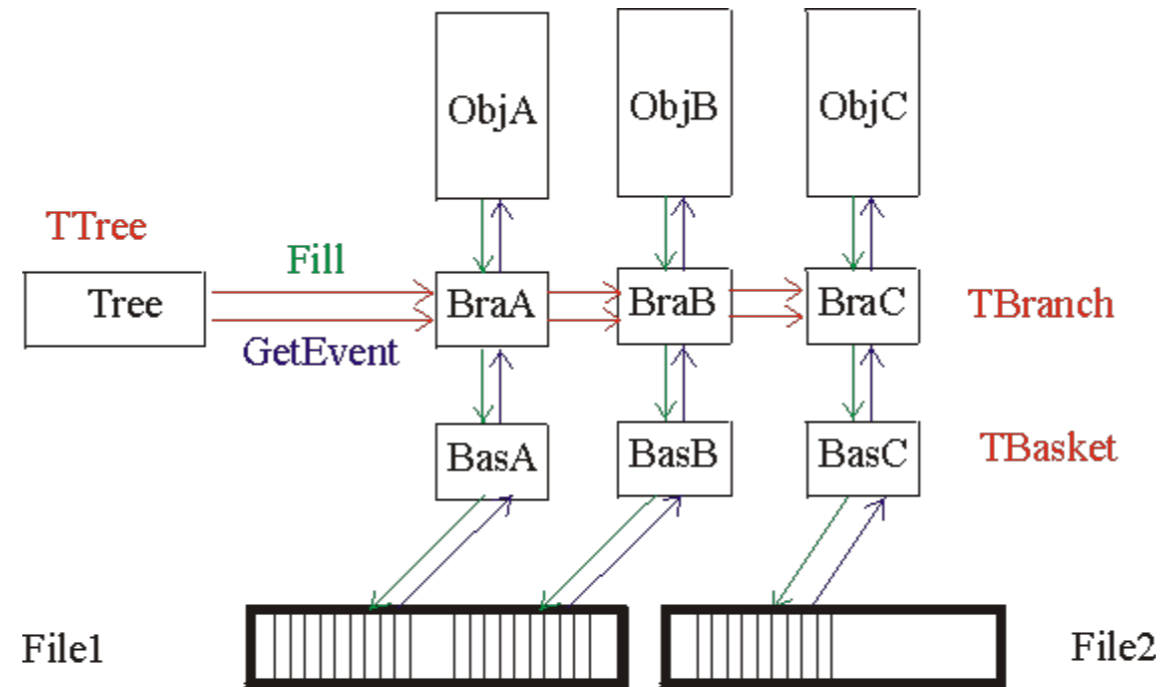 ObjA
ObjB
ObjC
TTree
Fill
Tree
BraA
BraB
BraC
TBranch
GetEvent
BasA
BasB
BasC
TBasket
File1
File2